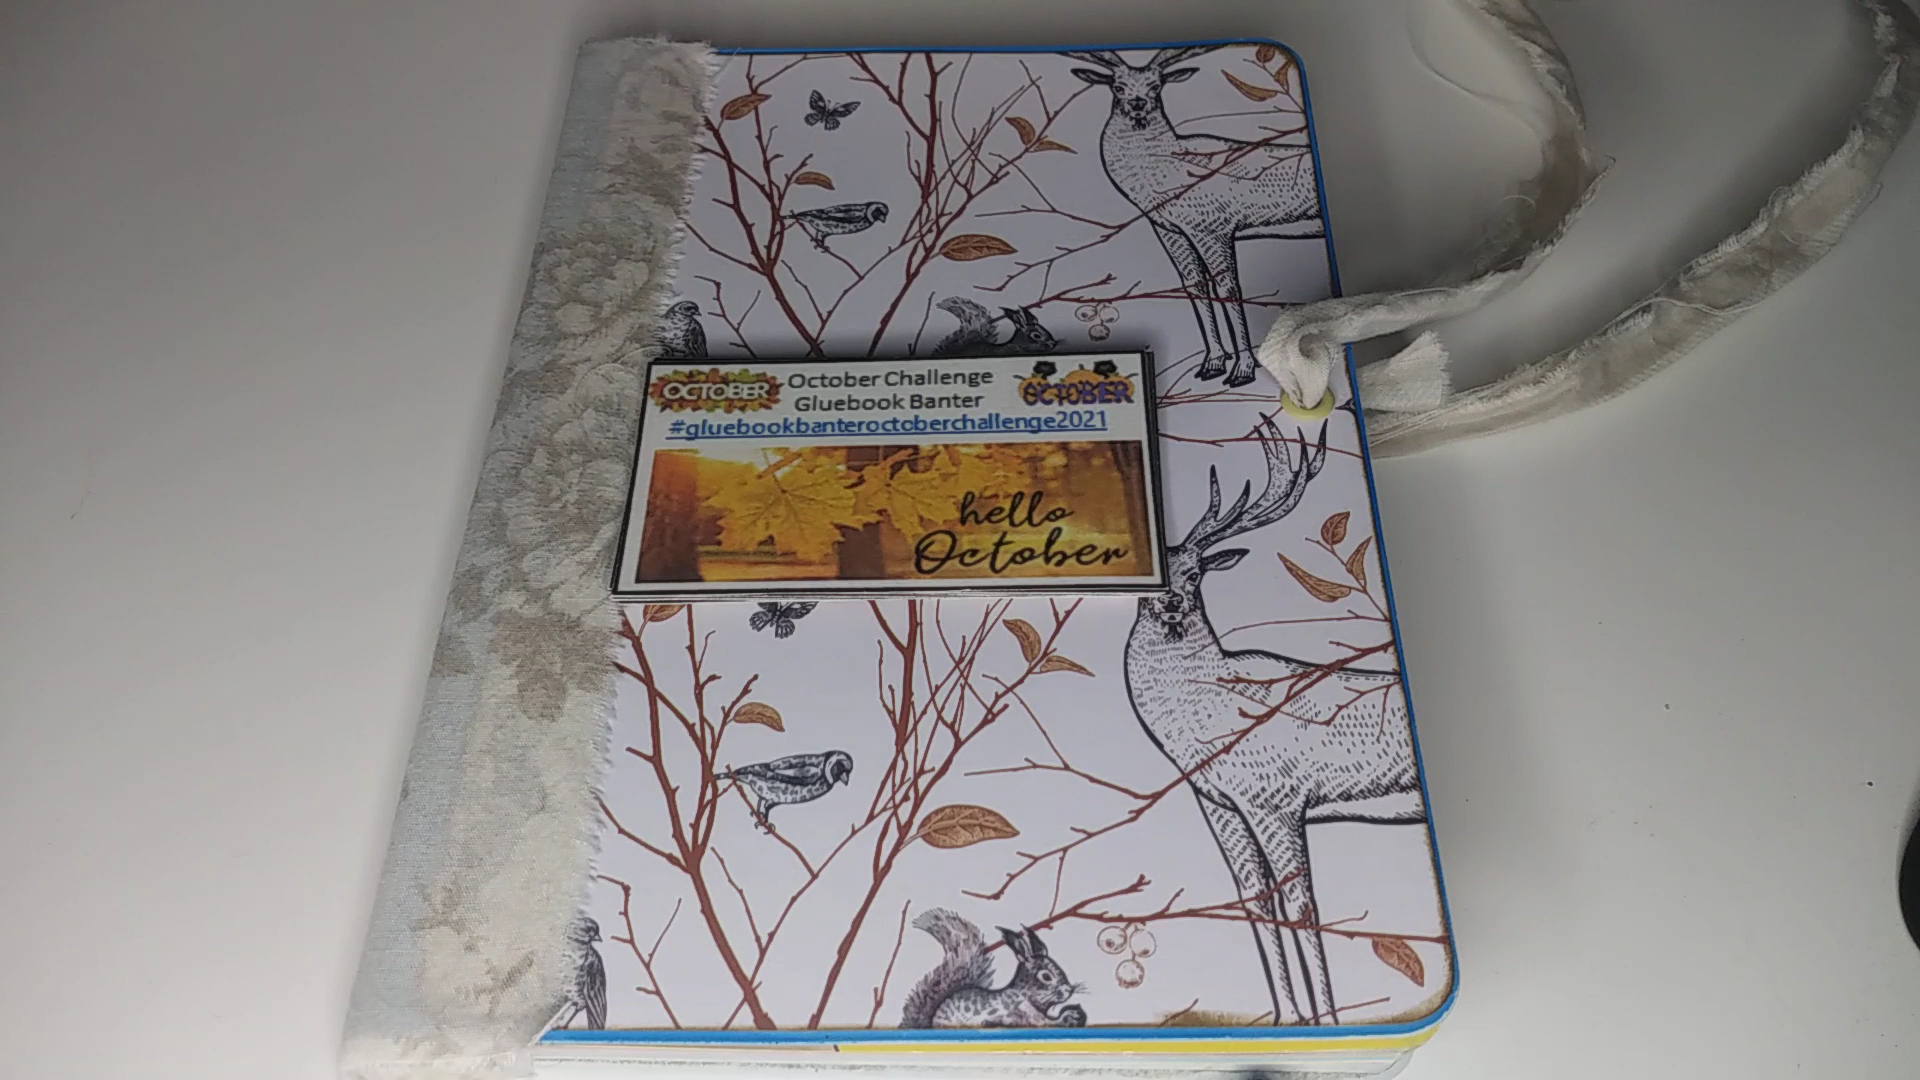 OCTOBER
October Challenge
OCTOBER
Gluebook Banter
#gluebookbanteroctoberchallenge2021
hello
October